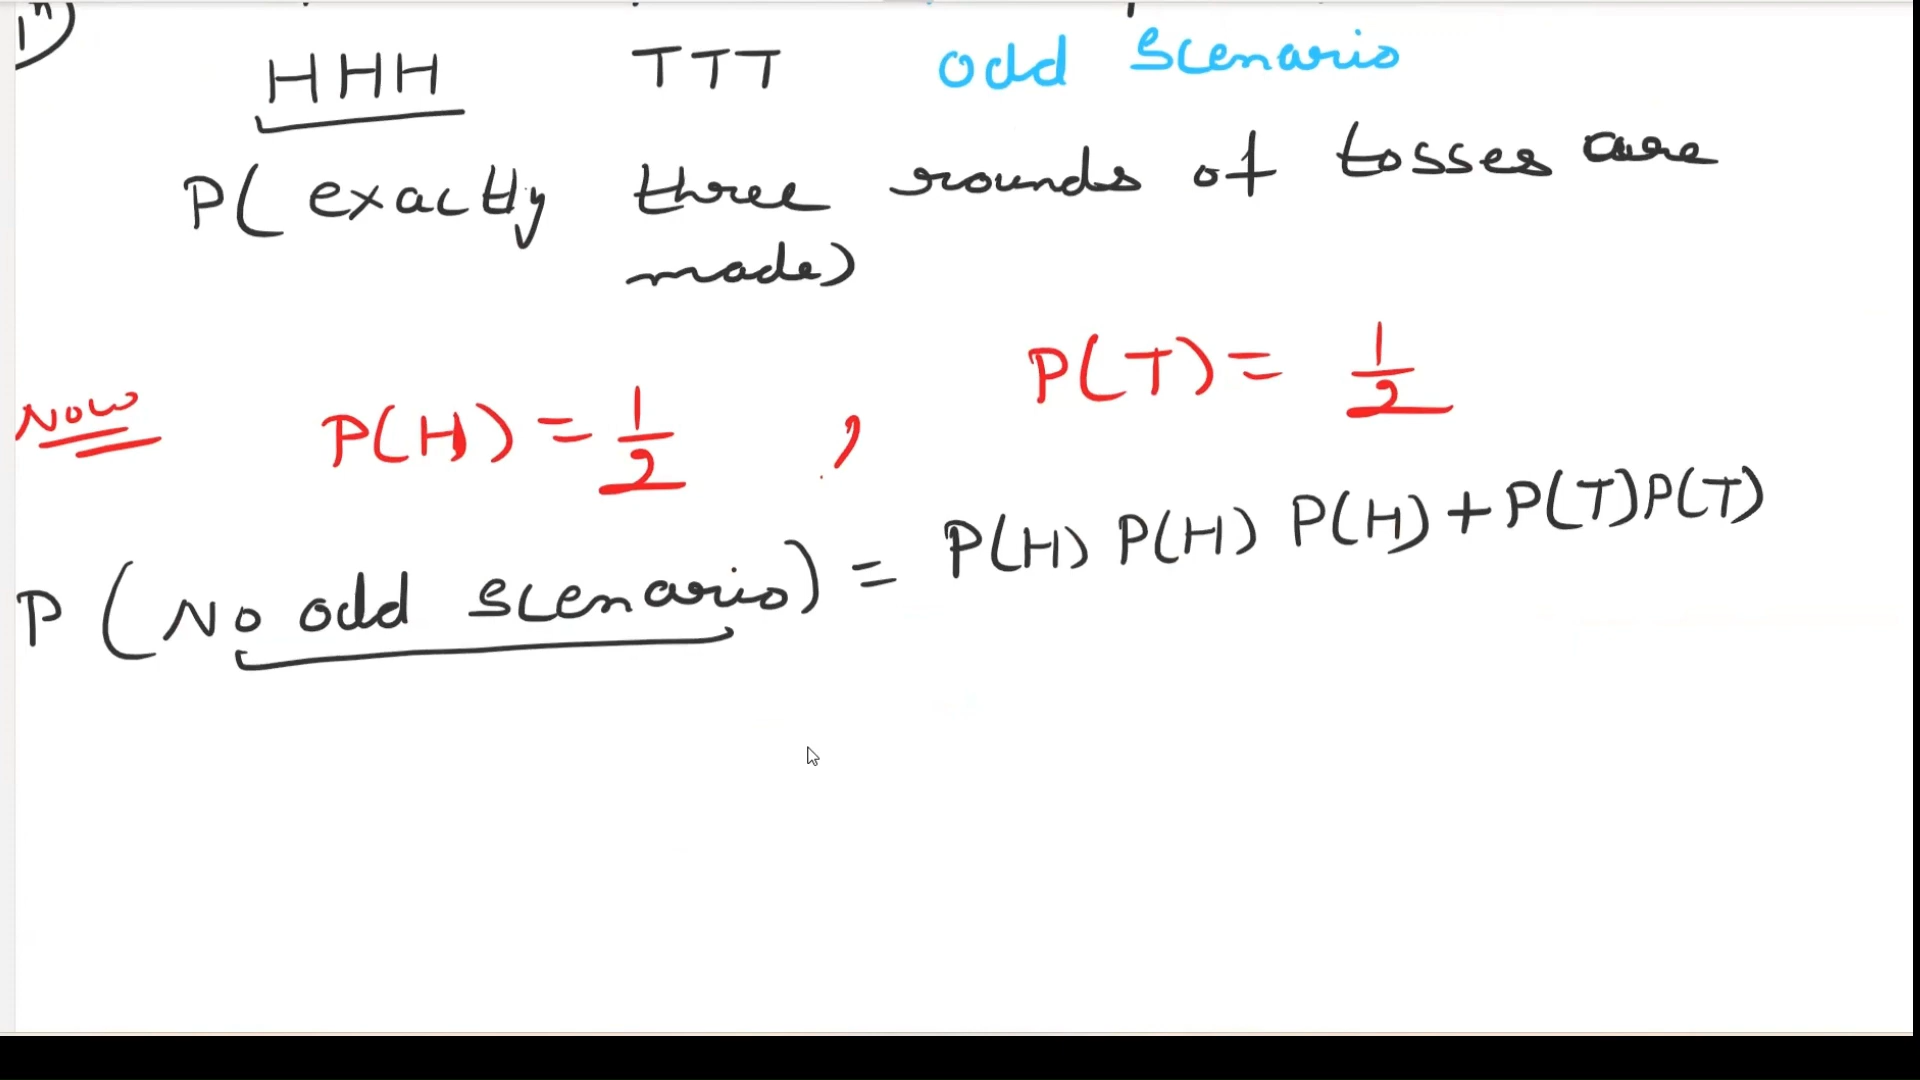 HHH TTT odd scenario
P( exactly three rounds of tosses are
made)
Now P(H) = 1/2 , P(T) = 1/2
P (No odd scenario) = P(H) P(H) P(H) + P(T)P(T)